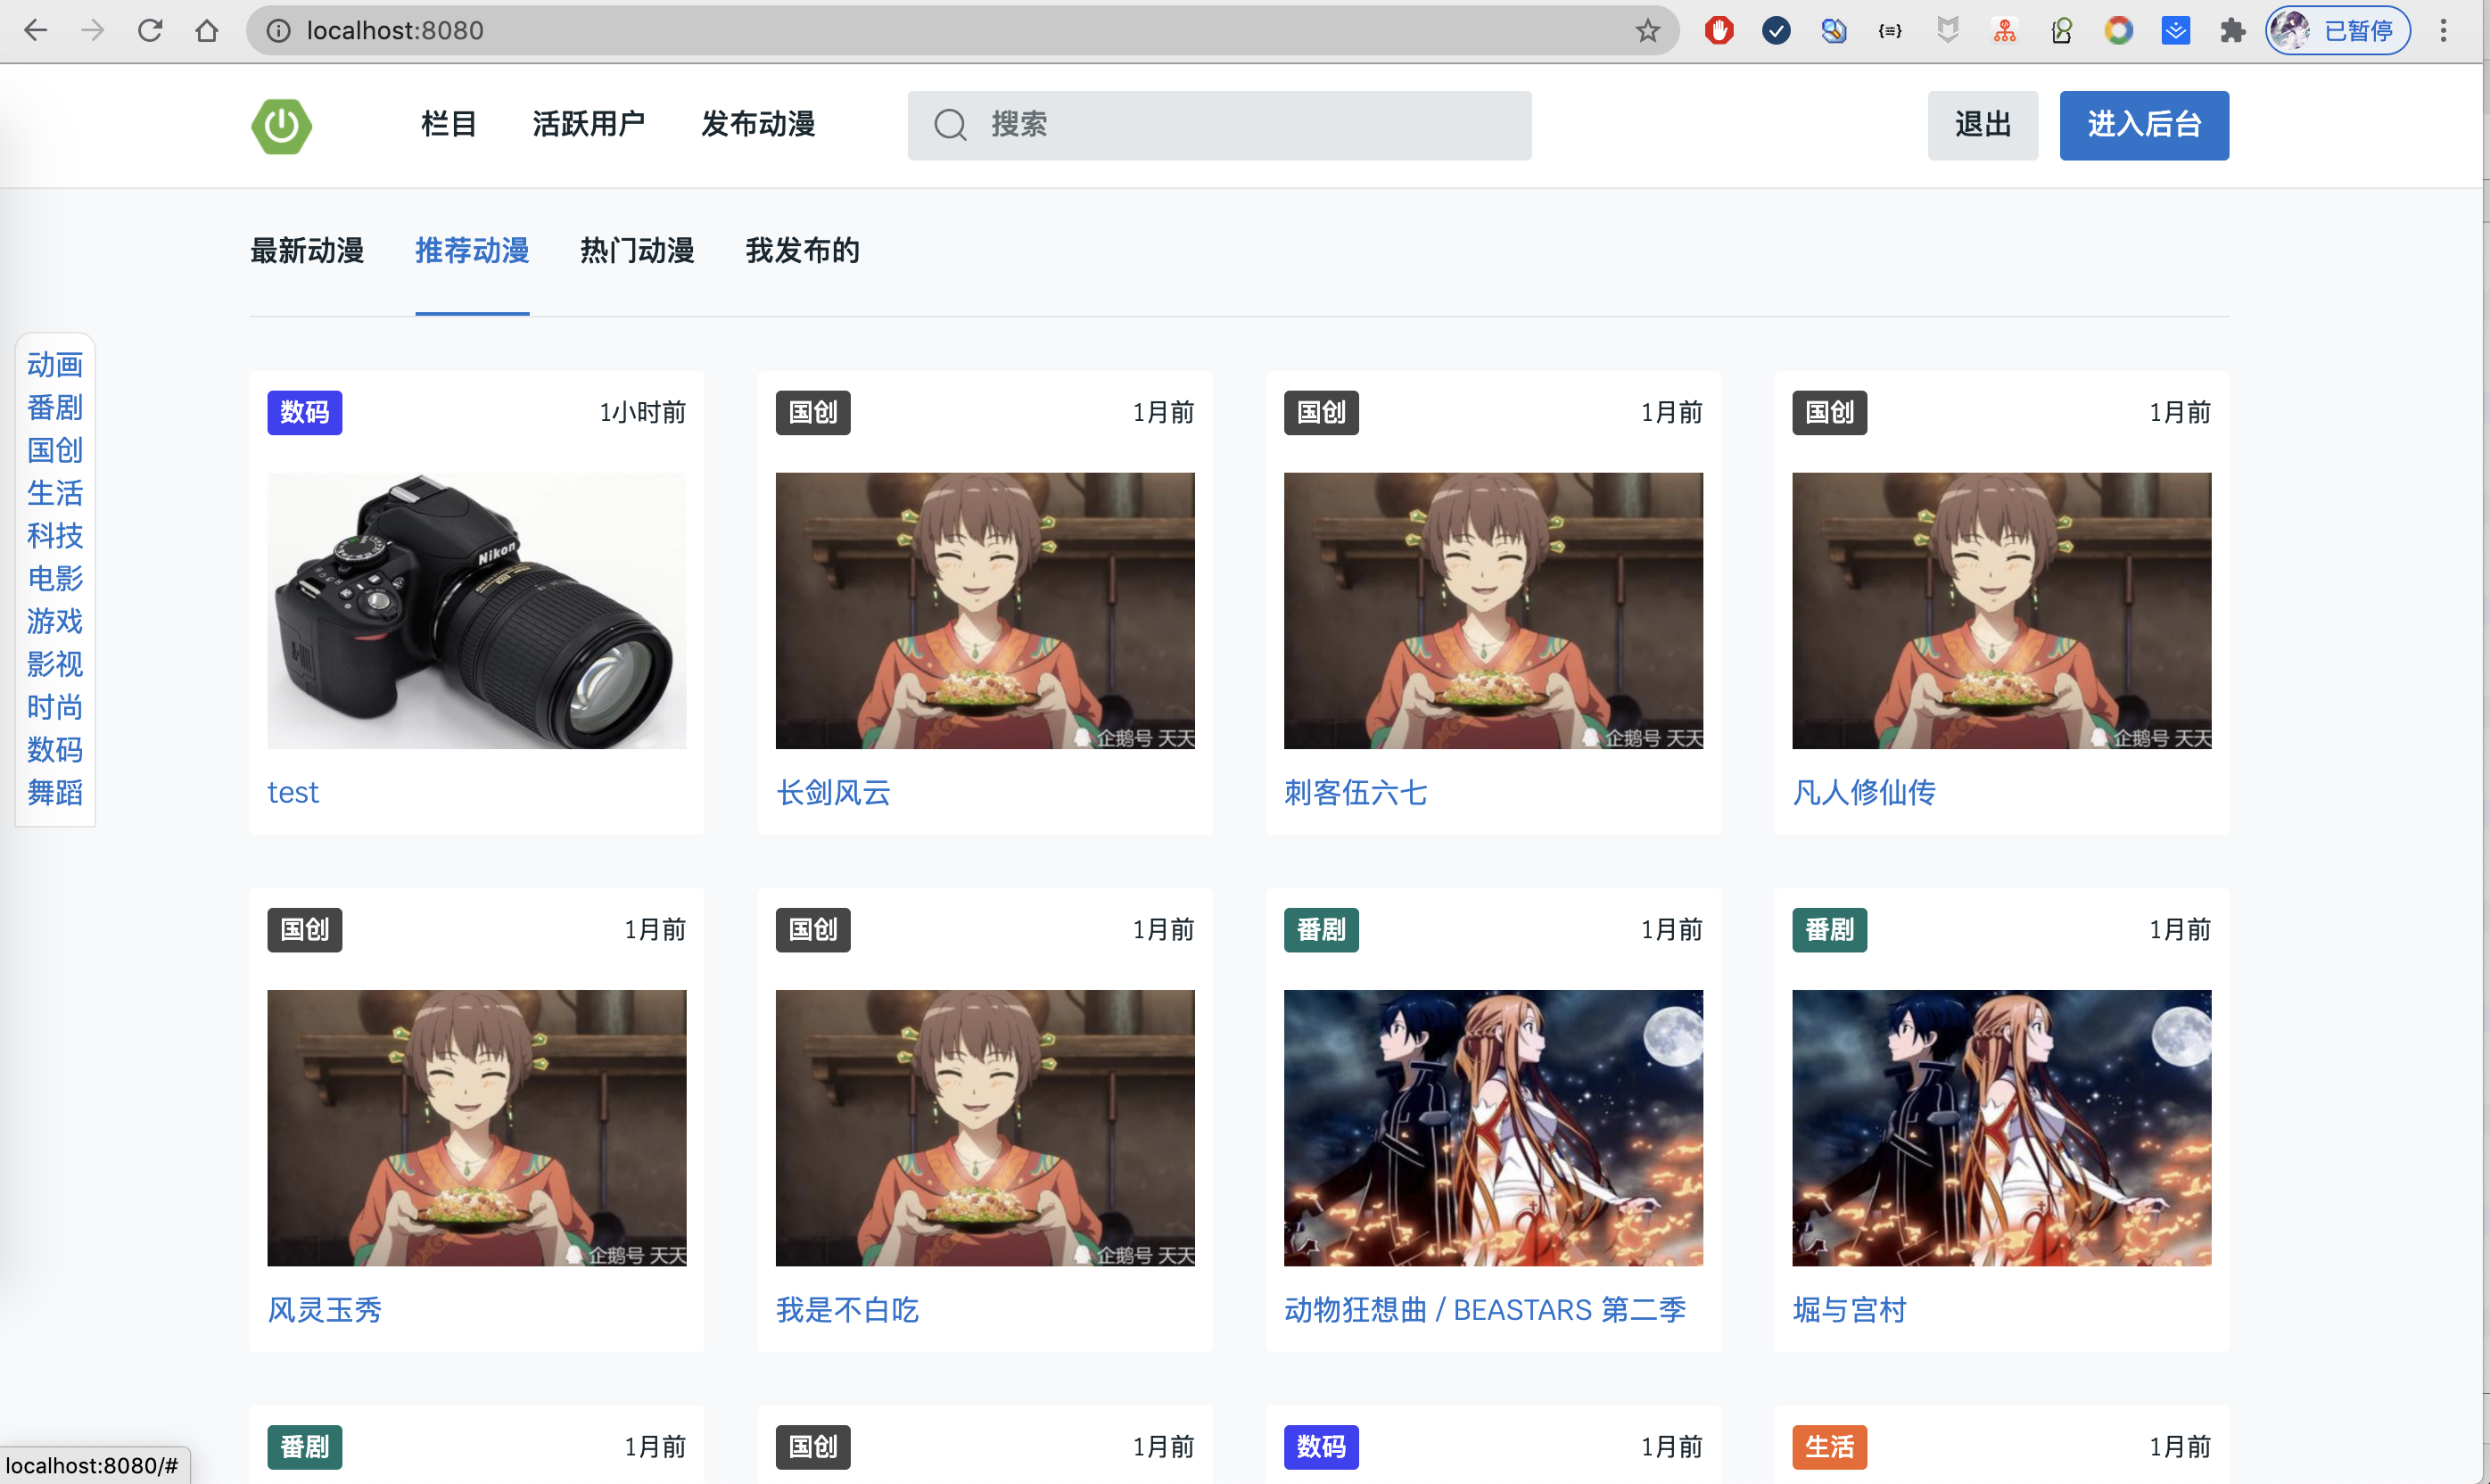 localhost:8080
已暂停
栏目 活跃用户 发布动漫 搜索 退出 进入后台
最新动漫 推荐动漫 热门动漫 我发布的
动画
番剧
国创
生活
科技
电影
游戏
影视
时尚
数码
舞蹈
数码 1小时前
Nikon
test
国创 1月前
企鹅号 天天
长剑风云
国创 1月前
企鹅号 天天
刺客伍六七
国创 1月前
企鹅号 天天
凡人修仙传
国创 1月前
企鹅号 天天
风灵玉秀
国创 1月前
企鹅号 天天
我是不白吃
番剧 1月前
动物狂想曲 / BEASTARS 第二季
番剧 1月前
堀与宫村
番剧 1月前
国创 1月前
数码 1月前
生活 1月前
localhost:8080/#